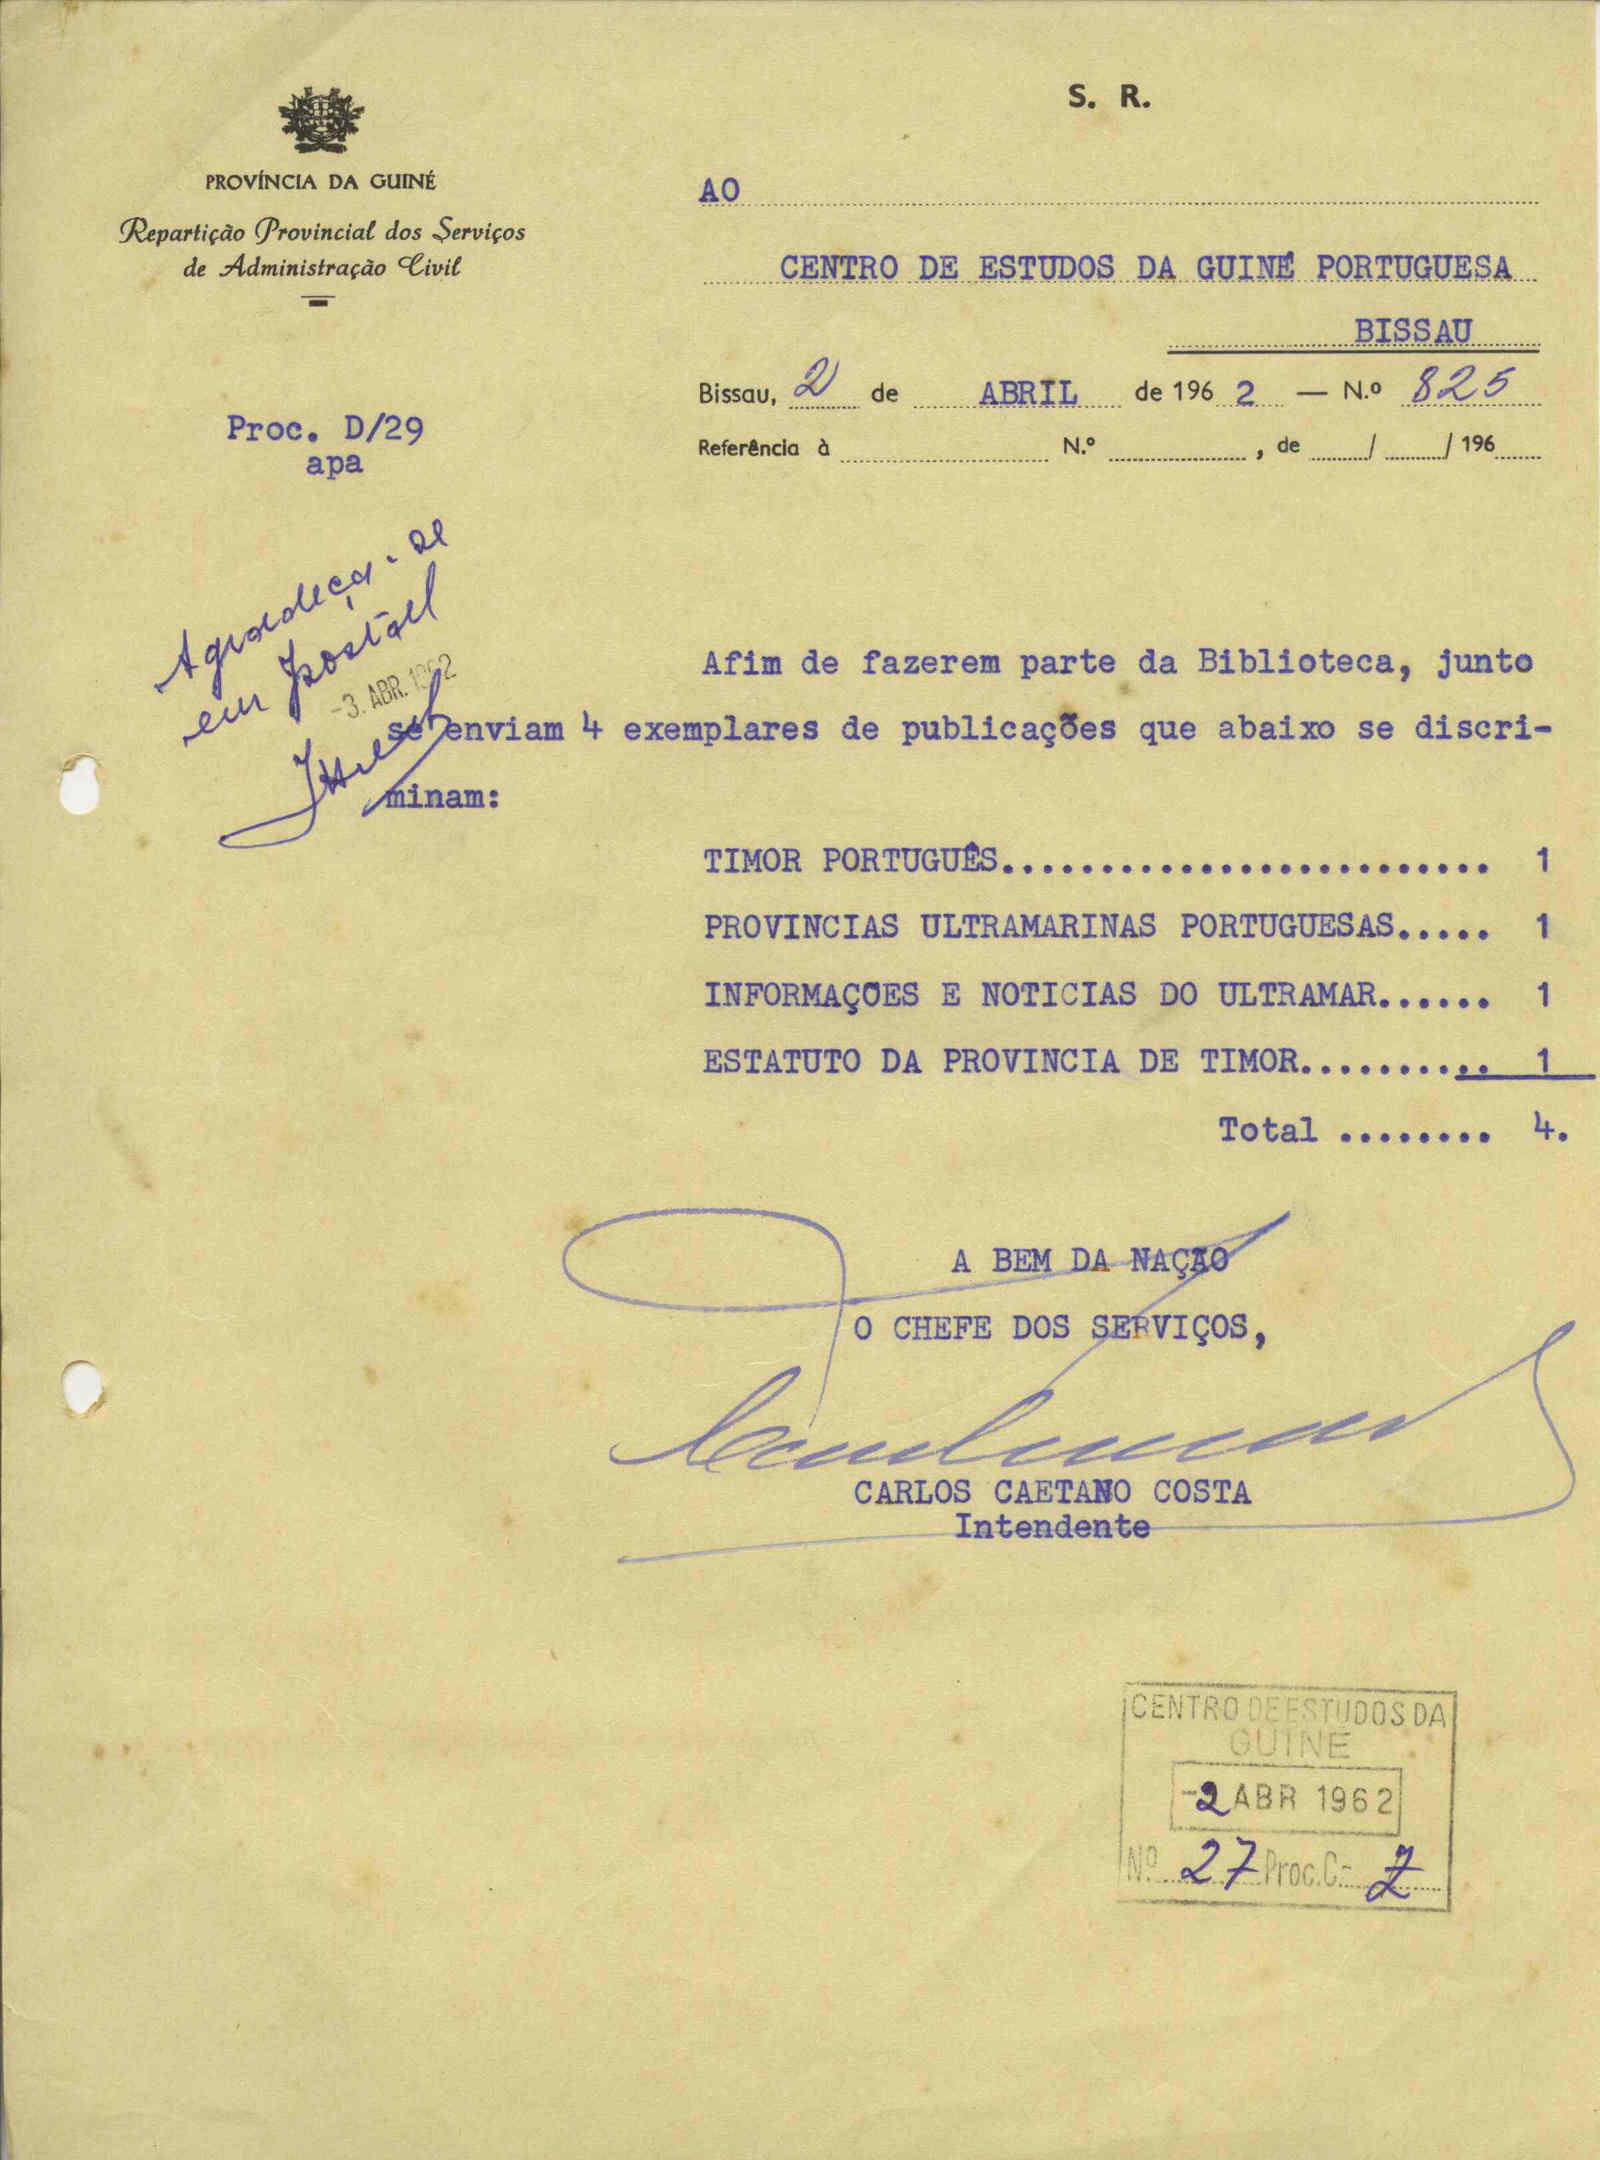 S. R.
PROVÍNCIA DA GUINÉ
Repartição Provincial dos Serviços
de Administração Civil
AO
CENTRO DE ESTUDOS DA GUINÉ PORTUGUESA
BISSAU
Bissau, 2 de ABRIL de 1962 — N.º 825
Referência à N.º , de / / 196
Proc. D/29
apa
Agradeça-se
em postal
-3. ABR. 1962
Afim de fazerem parte da Biblioteca, junto
se enviam 4 exemplares de publicações que abaixo se discri-
minam:
TIMOR PORTUGUÊS......................... 1
PROVINCIAS ULTRAMARINAS PORTUGUESAS..... 1
INFORMAÇOES E NOTICIAS DO ULTRAMAR...... 1
ESTATUTO DA PROVINCIA DE TIMOR.......... 1
Total ........ 4.
A BEM DA NAÇÃO
O CHEFE DOS SERVIÇOS,
CARLOS CAETANO COSTA
Intendente
CENTRO DE ESTUDOS DA
GUINÉ
-2 ABR 1962
Nº 27 Proc. C.- 7